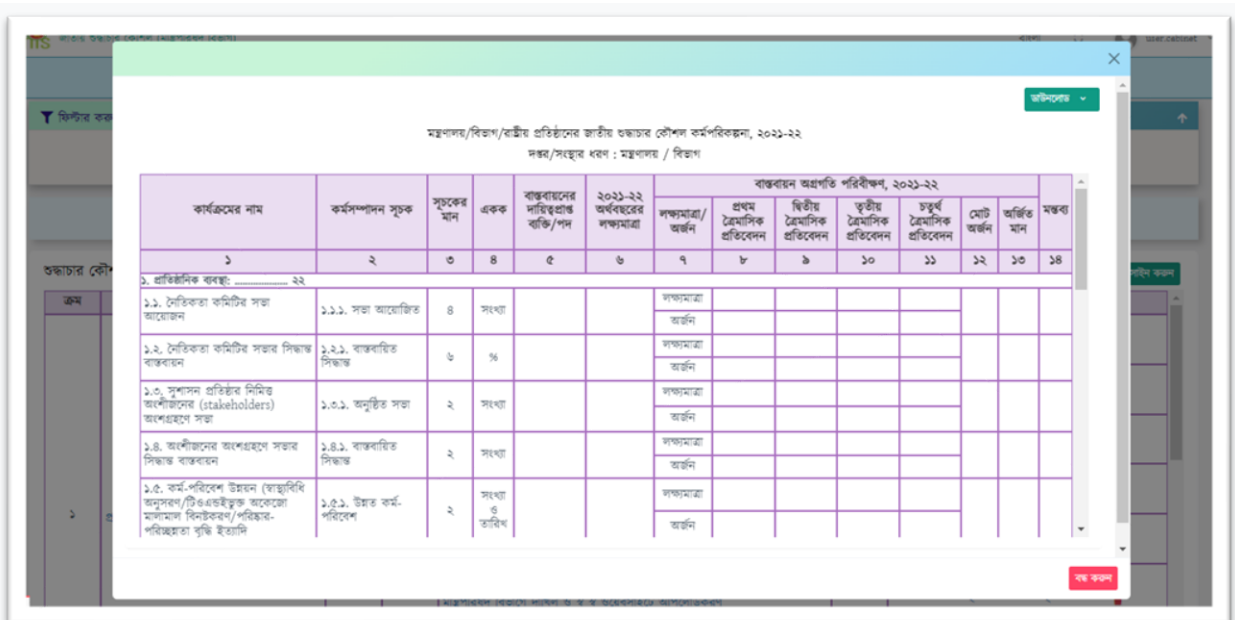 জাতীয় শুদ্ধাচার কৌশল (মন্ত্রিপরিষদ বিভাগ)
বাংলা
user.cabinet
ফিল্টার কর
ডাউনলোড
মন্ত্রণালয়/বিভাগ/রাষ্ট্রীয় প্রতিষ্ঠানের জাতীয় শুদ্ধাচার কৌশল কর্মপরিকল্পনা, ২০২১-২২
দপ্তর/সংস্থার ধরণ : মন্ত্রণালয় / বিভাগ
কার্যক্রমের নাম
কর্মসম্পাদন সূচক
সূচকের
মান
একক
বাস্তবায়নের
দায়িত্বপ্রাপ্ত
ব্যক্তি/পদ
২০২১-২২
অর্থবছরের
লক্ষ্যমাত্রা
বাস্তবায়ন অগ্রগতি পরিবীক্ষণ, ২০২১-২২
লক্ষ্যমাত্রা/
অর্জন
প্রথম
ত্রৈমাসিক
প্রতিবেদন
দ্বিতীয়
ত্রৈমাসিক
প্রতিবেদন
তৃতীয়
ত্রৈমাসিক
প্রতিবেদন
চতুর্থ
ত্রৈমাসিক
প্রতিবেদন
মোট
অর্জন
অর্জিত
মান
মন্তব্য
১ ২ ৩ ৪ ৫ ৬ ৭ ৮ ৯ ১০ ১১ ১২ ১৩ ১৪
১. প্রাতিষ্ঠানিক ব্যবস্থা: .................... ২২
১.১. নৈতিকতা কমিটির সভা
আয়োজন
১.১.১. সভা আয়োজিত
৪
সংখ্যা
লক্ষ্যমাত্রা
অর্জন
১.২. নৈতিকতা কমিটির সভার সিদ্ধান্ত
বাস্তবায়ন
১.২.১. বাস্তবায়িত
সিদ্ধান্ত
৬
%
লক্ষ্যমাত্রা
অর্জন
১.৩. সুশাসন প্রতিষ্ঠার নিমিত্ত
অংশীজনের (stakeholders)
অংশগ্রহণে সভা
১.৩.১. অনুষ্ঠিত সভা
২
সংখ্যা
লক্ষ্যমাত্রা
অর্জন
১.৪. অংশীজনের অংশগ্রহণে সভার
সিদ্ধান্ত বাস্তবায়ন
১.৪.১. বাস্তবায়িত
সিদ্ধান্ত
২
সংখ্যা
লক্ষ্যমাত্রা
অর্জন
১.৫. কর্ম-পরিবেশ উন্নয়ন (স্বাস্থ্যবিধি
অনুসরণ/টিওএন্ডইভুক্ত অকেজো
মালামাল বিনষ্টকরণ/পরিষ্কার-
পরিচ্ছন্নতা বৃদ্ধি ইত্যাদি
১.৫.১. উন্নত কর্ম-
পরিবেশ
২
সংখ্যা
ও
তারিখ
লক্ষ্যমাত্রা
অর্জন
শুদ্ধাচার কৌ
ক্রম
১
বন্ধ করুন